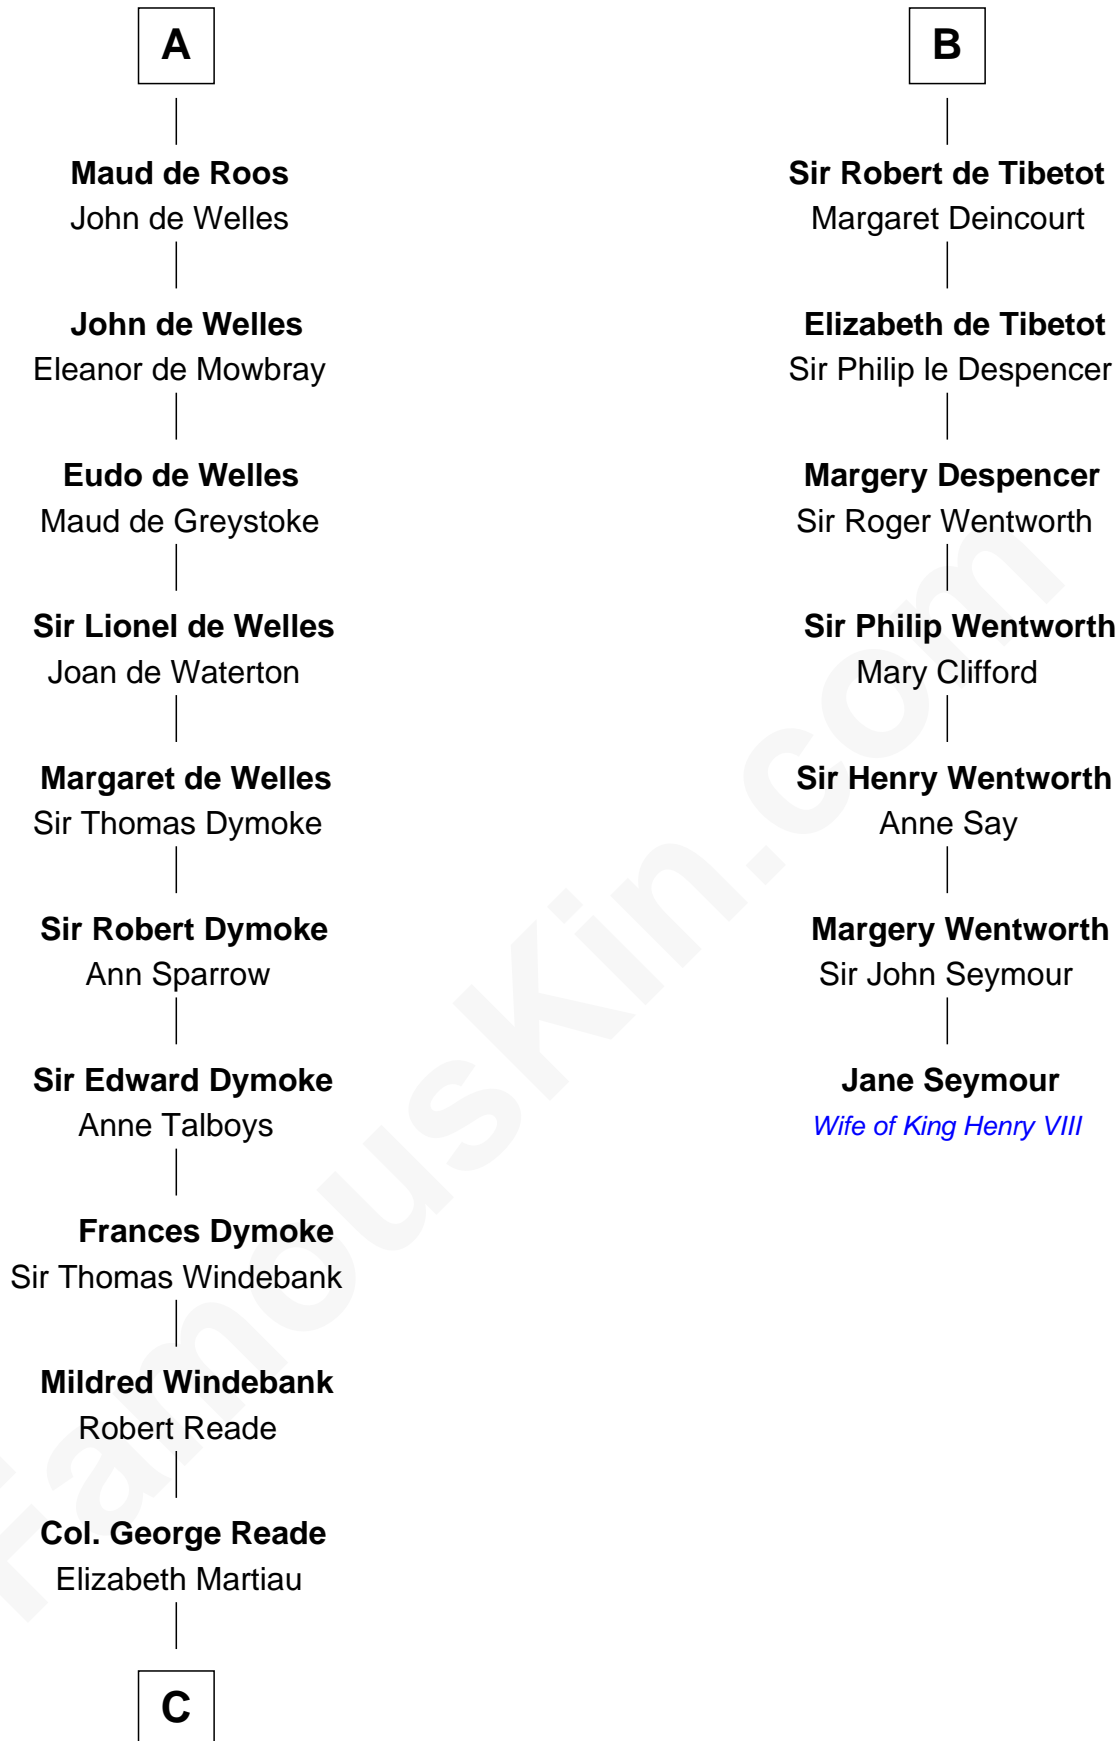 A
Maud de Roos
John de Welles
John de Welles
Eleanor de Mowbray
Eudo de Welles
Maud de Greystoke
Sir Lionel de Welles
Joan de Waterton
Margaret de Welles
Sir Thomas Dymoke
Sir Robert Dymoke
Ann Sparrow
Sir Edward Dymoke
Anne Talboys
Frances Dymoke
Sir Thomas Windebank
Mildred Windebank
Robert Reade
Col. George Reade
Elizabeth Martiau
C
B
Sir Robert de Tibetot
Margaret Deincourt
Elizabeth de Tibetot
Sir Philip le Despencer
Margery Despencer
Sir Roger Wentworth
Sir Philip Wentworth
Mary Clifford
Sir Henry Wentworth
Anne Say
Margery Wentworth
Sir John Seymour
Jane Seymour
Wife of King Henry VIII
FamousKin.com